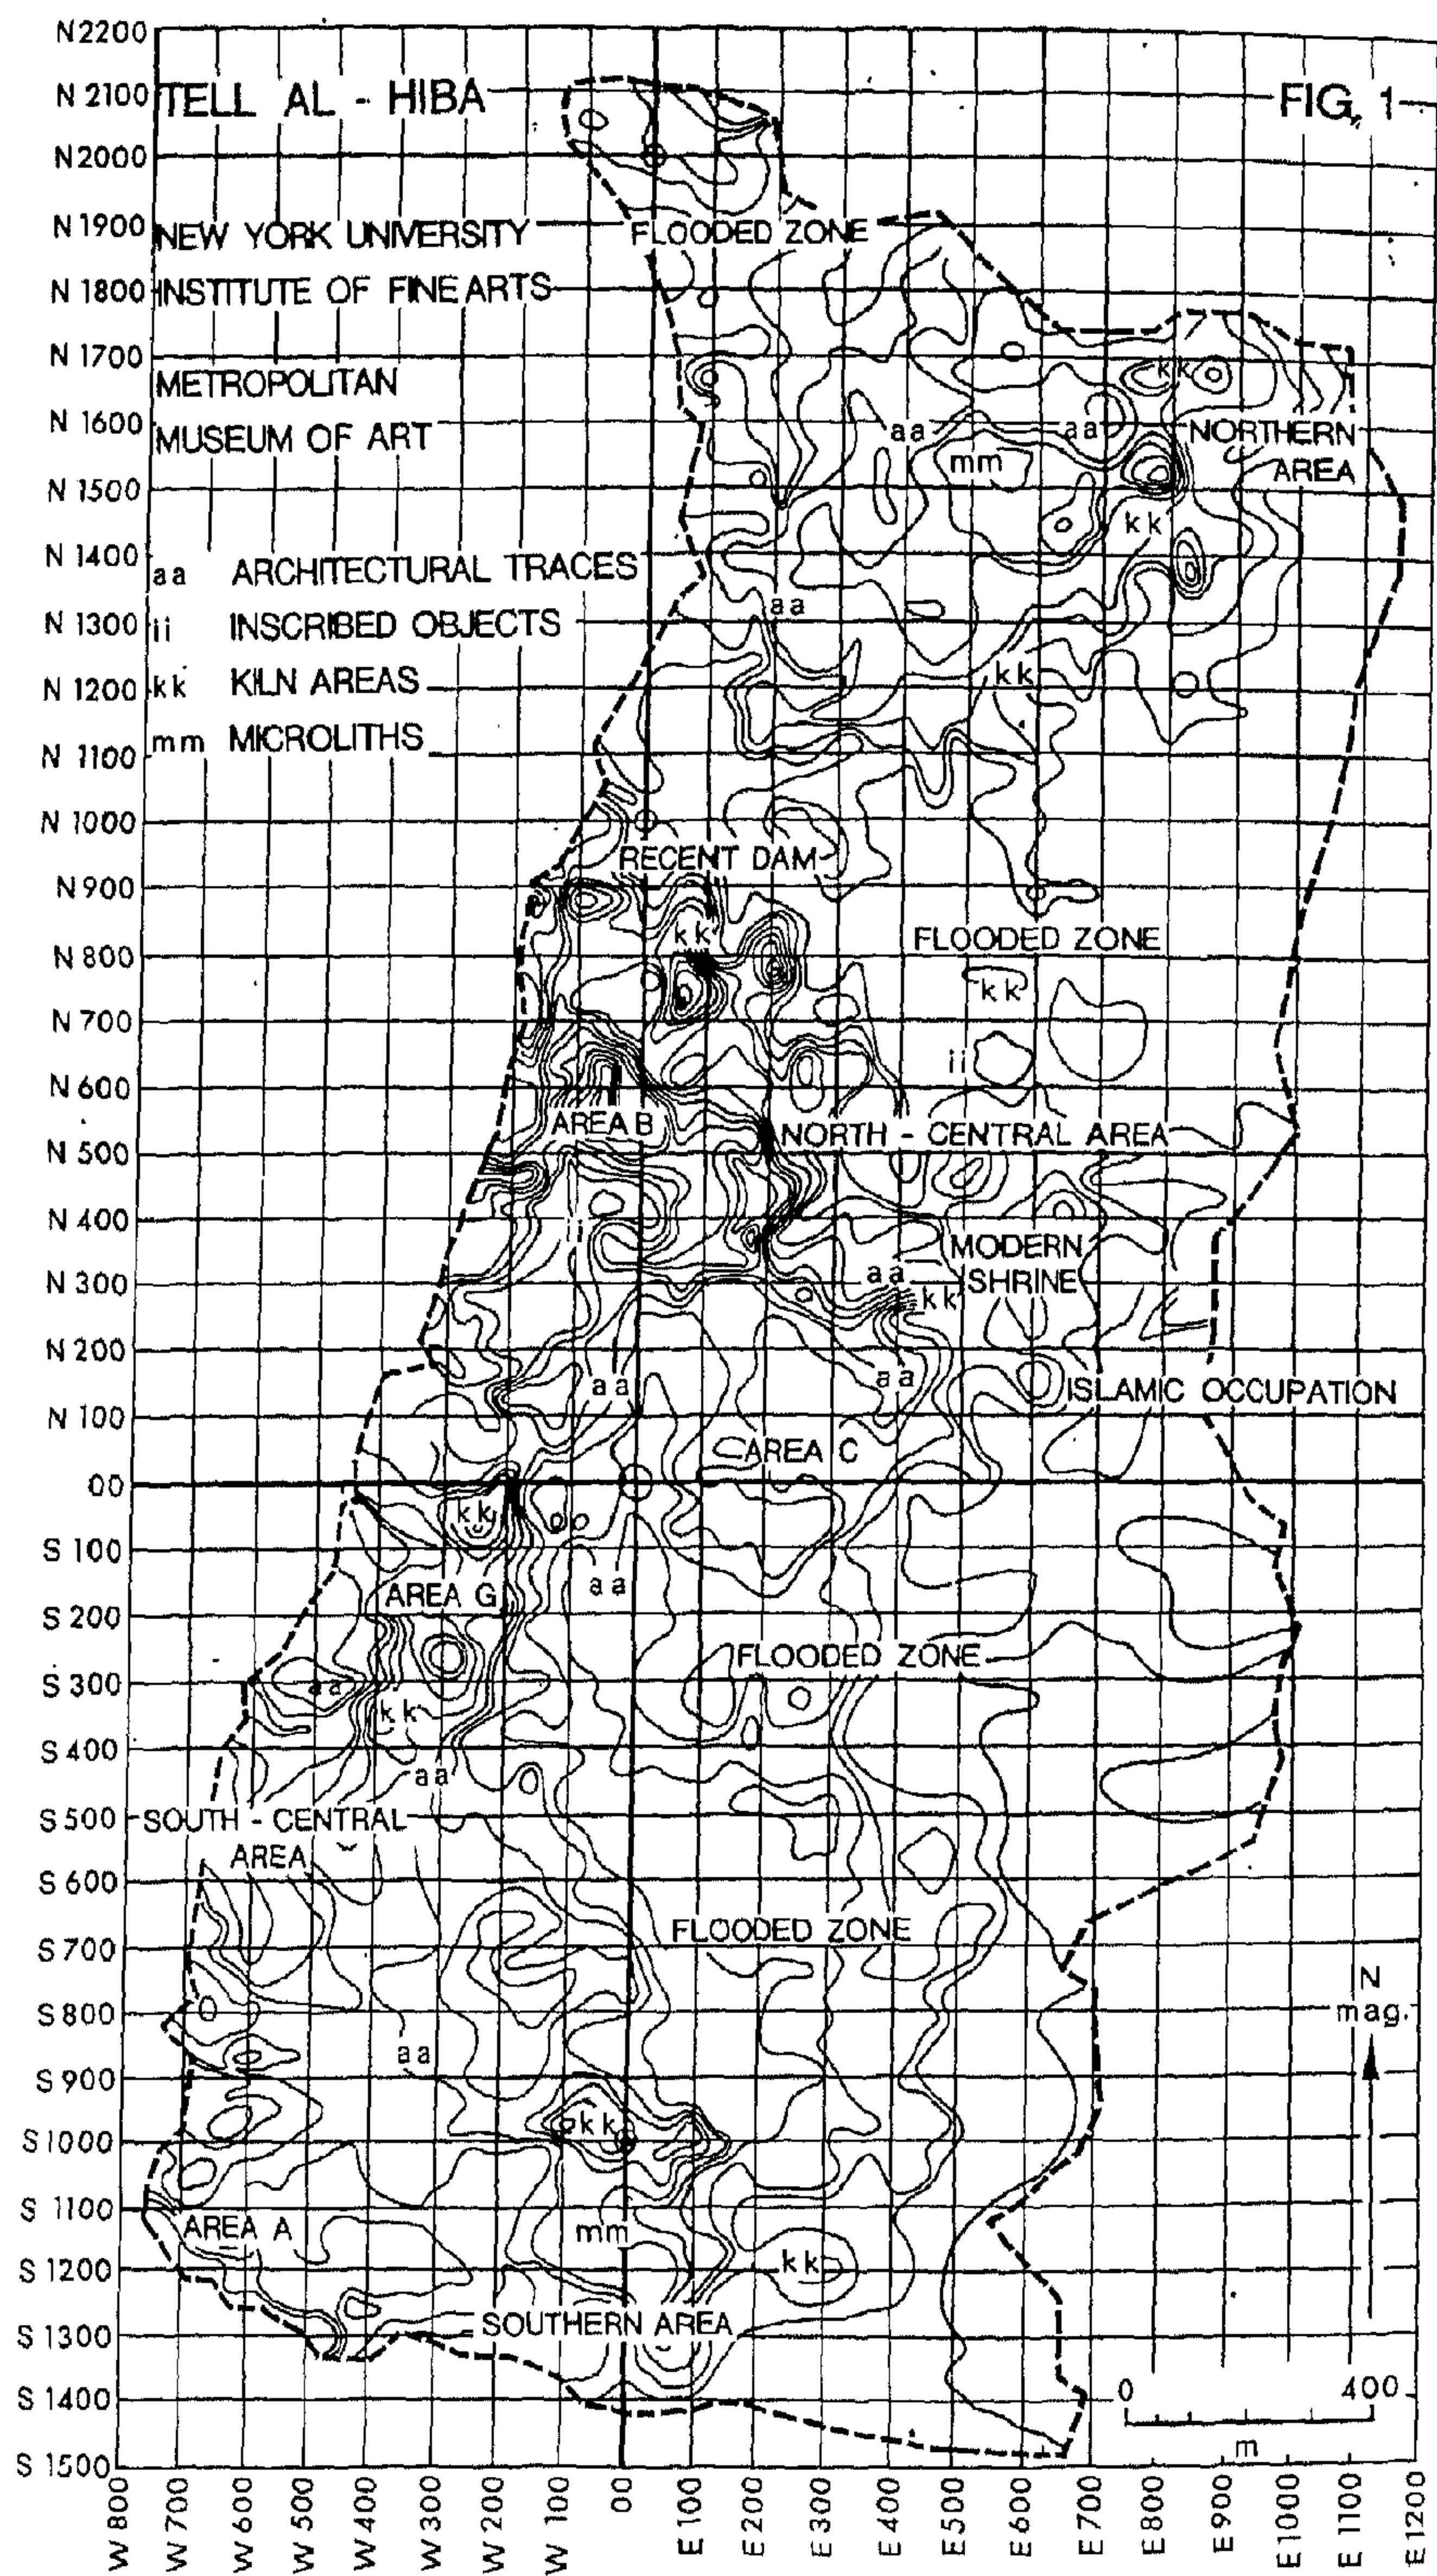 TELL AL - HIBA
FIG. 1
NEW YORK UNIVERSITY
INSTITUTE OF FINE ARTS
METROPOLITAN
MUSEUM OF ART
aa ARCHITECTURAL TRACES
ii INSCRIBED OBJECTS
kk KILN AREAS
mm MICROLITHS
N 2200
N 2100
N 2000
N 1900
N 1800
N 1700
N 1600
N 1500
N 1400
N 1300
N 1200
N 1100
N 1000
N 900
N 800
N 700
N 600
N 500
N 400
N 300
N 200
N 100
00
S 100
S 200
S 300
S 400
S 500
S 600
S 700
S 800
S 900
S 1000
S 1100
S 1200
S 1300
S 1400
S 1500
FLOODED ZONE
kk
aa
aa
NORTHERN
AREA
mm
kk
aa
kk
RECENT DAM
kk
FLOODED ZONE
kk
ii
AREA B
NORTH - CENTRAL AREA
ii
MODERN
SHRINE
aa
kk
aa
aa
ISLAMIC OCCUPATION
AREA C
kk
aa
AREA G
FLOODED ZONE
aa
kk
aa
SOUTH - CENTRAL
AREA
FLOODED ZONE
aa
kk
AREA A
mm
kk
SOUTHERN AREA
N
mag.
0 400
m
W 800
W 700
W 600
W 500
W 400
W 300
W 200
W 100
00
E 100
E 200
E 300
E 400
E 500
E 600
E 700
E 800
E 900
E 1000
E 1100
E 1200